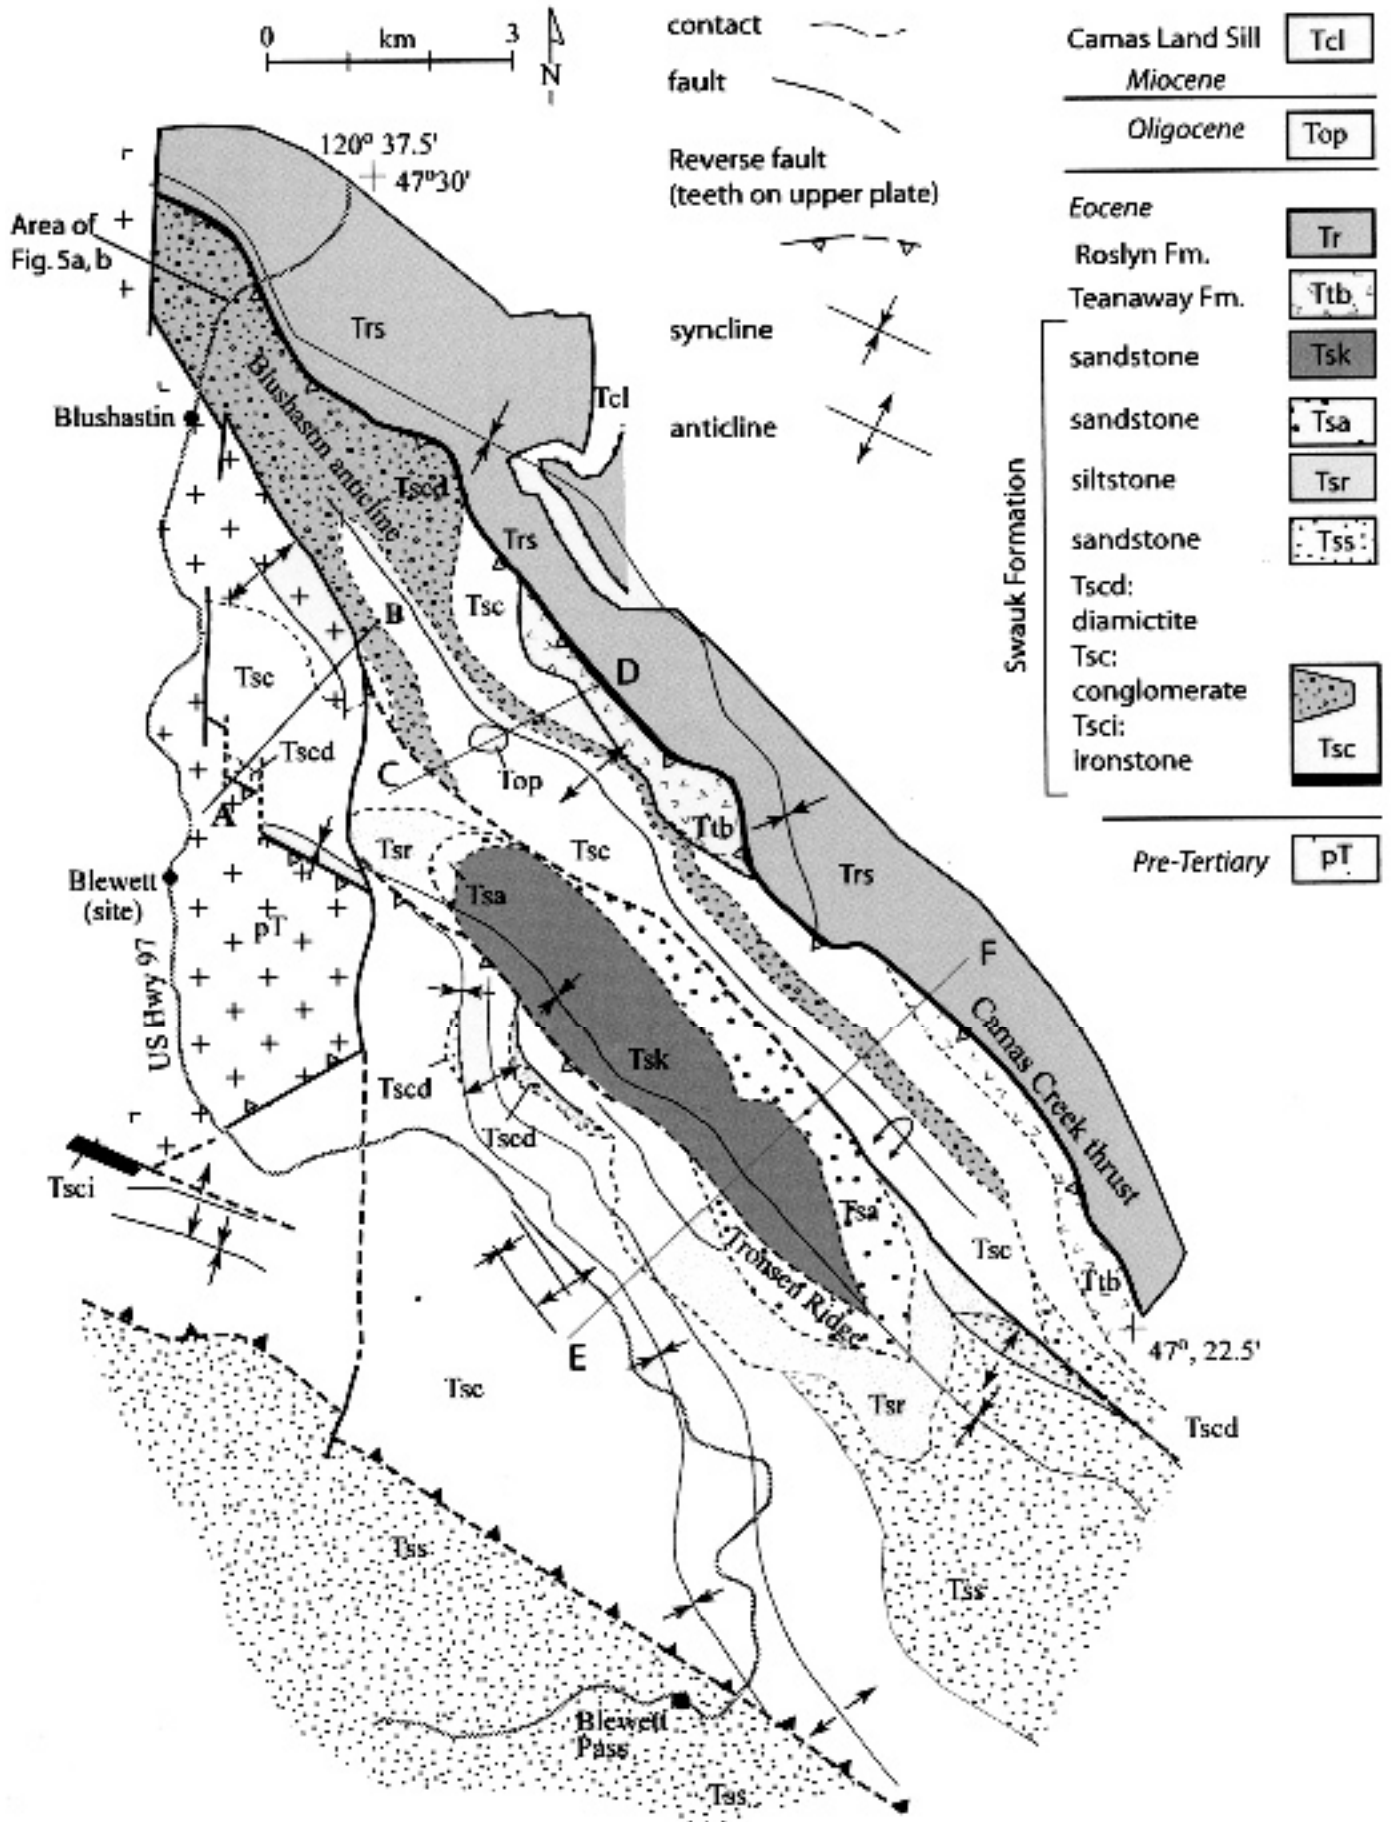 0 km 3
N
120° 37.5'
47°30'
Area of
Fig. 5a, b
contact
fault
Reverse fault
(teeth on upper plate)
syncline
anticline
Camas Land Sill Tcl
Miocene
Oligocene Top
Eocene
Roslyn Fm. Tr
Teanaway Fm. Ttb
Swauk Formation
sandstone Tsk
sandstone Tsa
siltstone Tsr
sandstone Tss
Tscd:
diamictite
Tsc:
conglomerate
Tsci:
ironstone
Tsc
Pre-Tertiary pT
Trs
Tcl
Blushastin
Blushastin anticline
Tscd
Trs
Tsc
B
D
Tsc
Tscd
C
Top
A
Ttb
Tsr
Tsc
Trs
Blewett
(site)
Tsa
pT
F
US Hwy 97
Camas Creek thrust
Tsk
Tscd
Tscd
Tsci
Tsa
Tsc
Tronsen Ridge
Ttb
47°, 22.5'
E
Tsc
Tsr
Tscd
Tss
Tss
Blewett
Pass
Tss